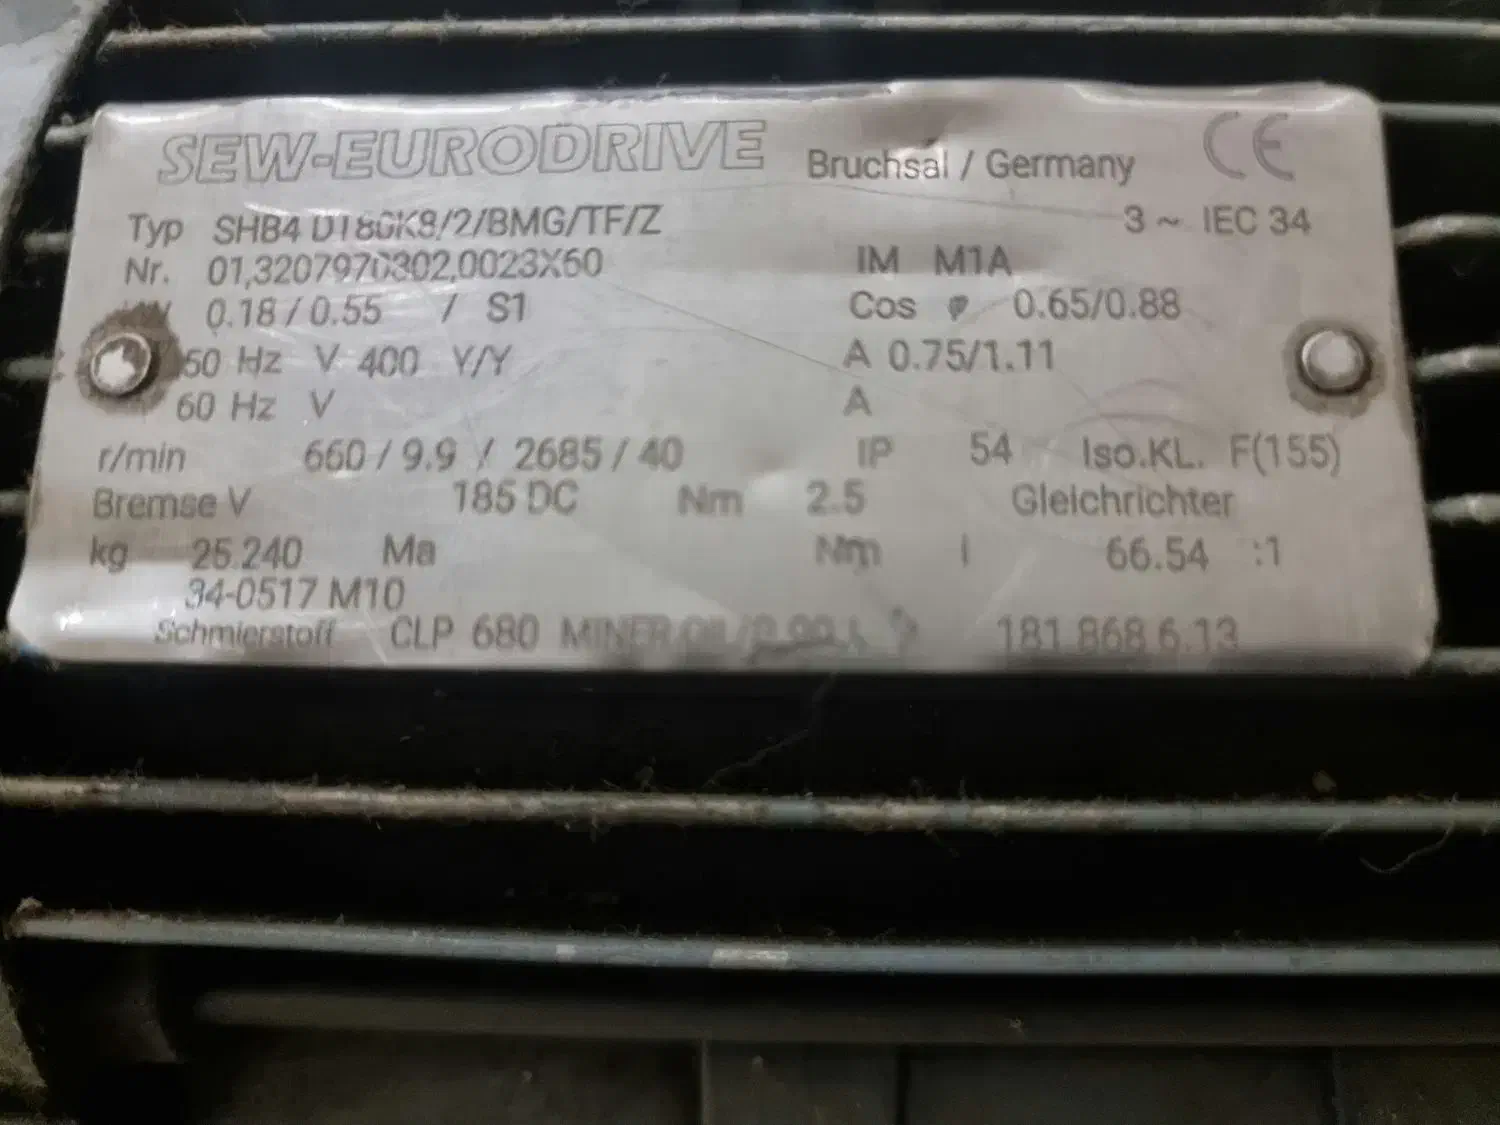 SEW-EURODRIVE Bruchsal / Germany CE
Typ SHB4 DT80K8/2/BMG/TF/Z 3 ~ IEC 34
Nr. 01,3207970302,0023X60 IM M1A
0.18 / 0.55 / S1 Cos φ 0.65/0.88
50 Hz V 400 Y/Y A 0.75/1.11
60 Hz V A
r/min 660 / 9.9 / 2685 / 40 IP 54 Iso.KL. F(155)
Bremse V 185 DC Nm 2.5 Gleichrichter
kg 25.240 Ma Nm i 66.54 :1
34-0517 M10
Schmierstoff CLP 680 MINER 181 868 6.13